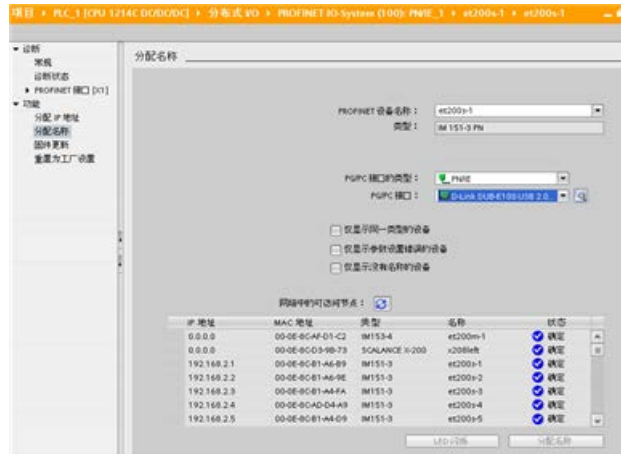 项目 ▸ PLC_1 [CPU 1214C DC/DC/DC] ▸ 分布式 I/O ▸ PROFINET IO-System (100): PN/IE_1 ▸ et200s-1 ▸ et200s-1
诊断
常规
诊断状态
PROFINET 接口 [X1]
功能
分配 IP 地址
分配名称
固件更新
重置为工厂设置
分配名称
PROFINET 设备名称： et200s-1
类型： IM 151-3 PN
PG/PC 接口的类型： PN/IE
PG/PC 接口： D-Link DUB-E100 USB 2.0...
仅显示同一类型的设备
仅显示参数设置错误的设备
仅显示没有名称的设备
网络中的可访问节点：
IP 地址 MAC 地址 类型 名称 状态
0.0.0.0 00-0E-8C-AF-D1-C2 IM153-4 et200m-1 确定
0.0.0.0 00-0E-8C-D3-9B-73 SCALANCE X-200 x208left 确定
192.168.2.1 00-0E-8C-B1-A6-B9 IM151-3 et200s-1 确定
192.168.2.2 00-0E-8C-B1-A6-9E IM151-3 et200s-2 确定
192.168.2.3 00-0E-8C-B1-A4-FA IM151-3 et200s-3 确定
192.168.2.4 00-0E-8C-AD-D4-A9 IM151-3 et200s-4 确定
192.168.2.5 00-0E-8C-B1-A4-D9 IM151-3 et200s-5 确定
LED 闪烁 分配名称